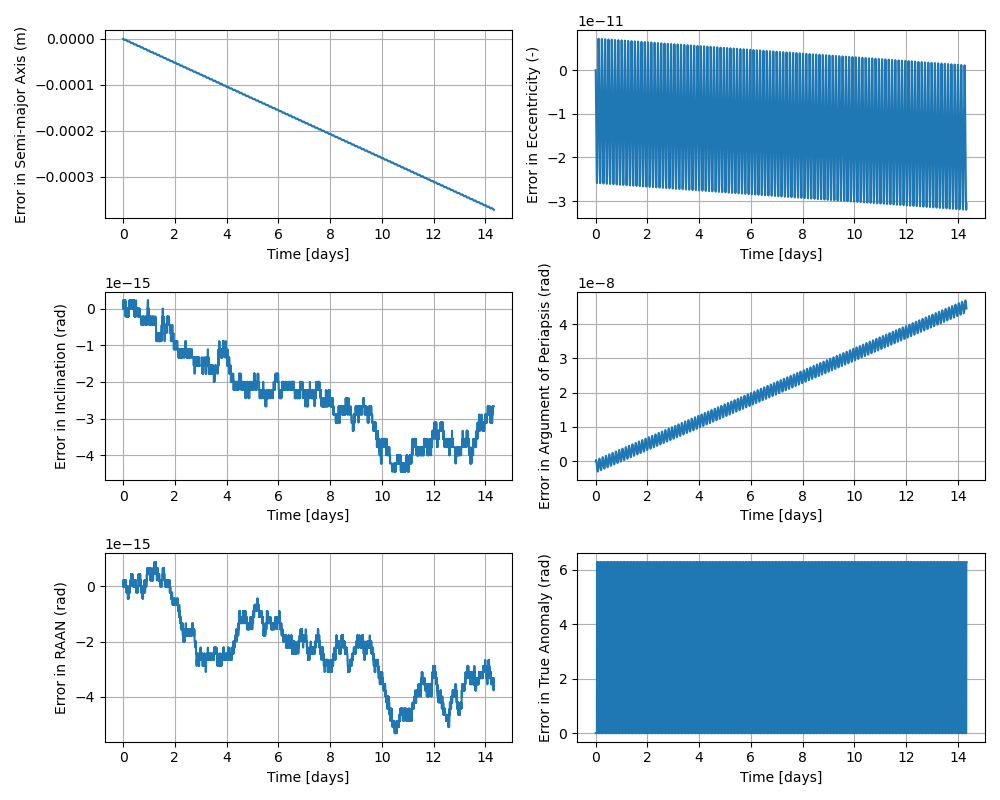 Error in Semi-major Axis (m)
0.0000
−0.0001
−0.0002
−0.0003
0 2 4 6 8 10 12 14
Time [days]
1e−11
Error in Eccentricity (-)
0
−1
−2
−3
0 2 4 6 8 10 12 14
Time [days]
1e−15
Error in Inclination (rad)
0
−1
−2
−3
−4
0 2 4 6 8 10 12 14
Time [days]
1e−8
Error in Argument of Periapsis (rad)
4
3
2
1
0
0 2 4 6 8 10 12 14
Time [days]
1e−15
Error in RAAN (rad)
0
−2
−4
0 2 4 6 8 10 12 14
Time [days]
Error in True Anomaly (rad)
6
4
2
0
0 2 4 6 8 10 12 14
Time [days]